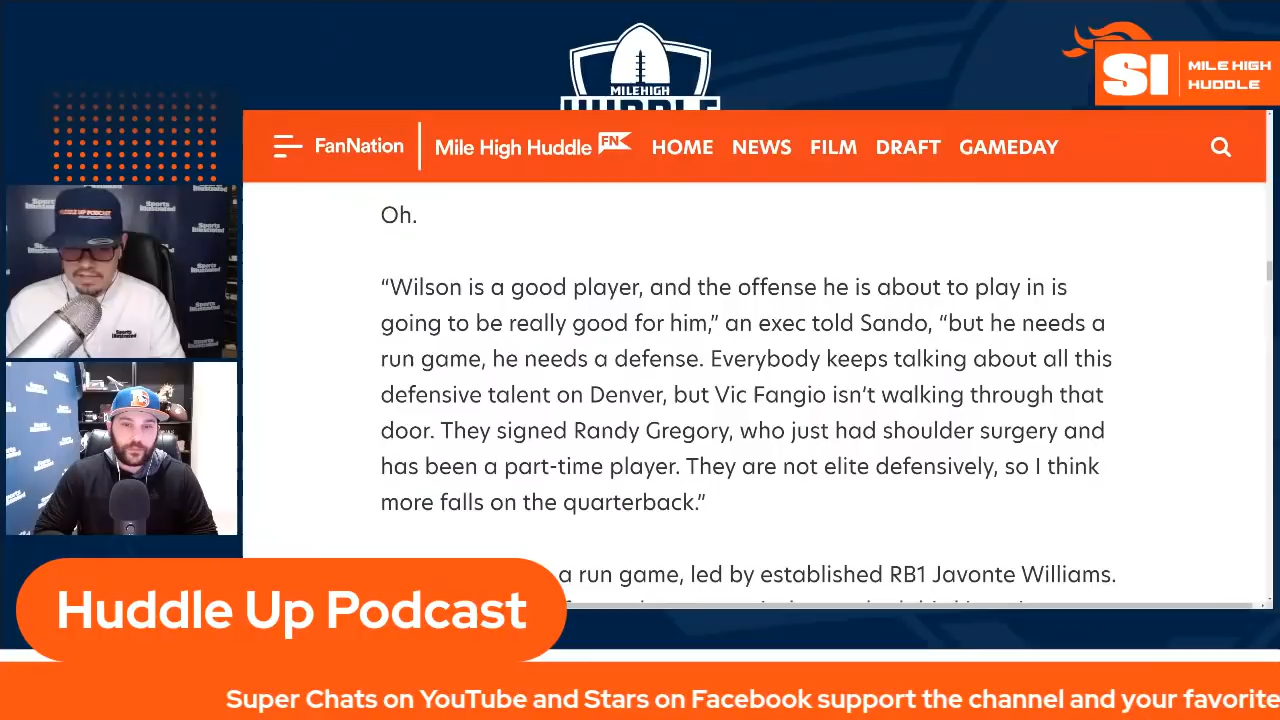 MILE HIGH
HUDDLE
SI
MILE HIGH
HUDDLE
FanNation
Mile High Huddle FN
HOME NEWS FILM DRAFT GAMEDAY
Oh.
“Wilson is a good player, and the offense he is about to play in is
going to be really good for him,” an exec told Sando, “but he needs a
run game, he needs a defense. Everybody keeps talking about all this
defensive talent on Denver, but Vic Fangio isn’t walking through that
door. They signed Randy Gregory, who just had shoulder surgery and
has been a part-time player. They are not elite defensively, so I think
more falls on the quarterback.”
a run game, led by established RB1 Javonte Williams.
Sports
Illustrated
HUDDLE UP PODCAST
Huddle Up Podcast
Super Chats on YouTube and Stars on Facebook support the channel and your favorite